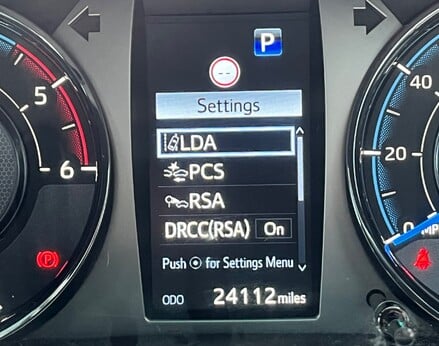 P
--
Settings
5
LDA
40
PCS
6
20
RSA
DRCC(RSA) On
0
Push for Settings Menu
(P)
ODO 24112 miles